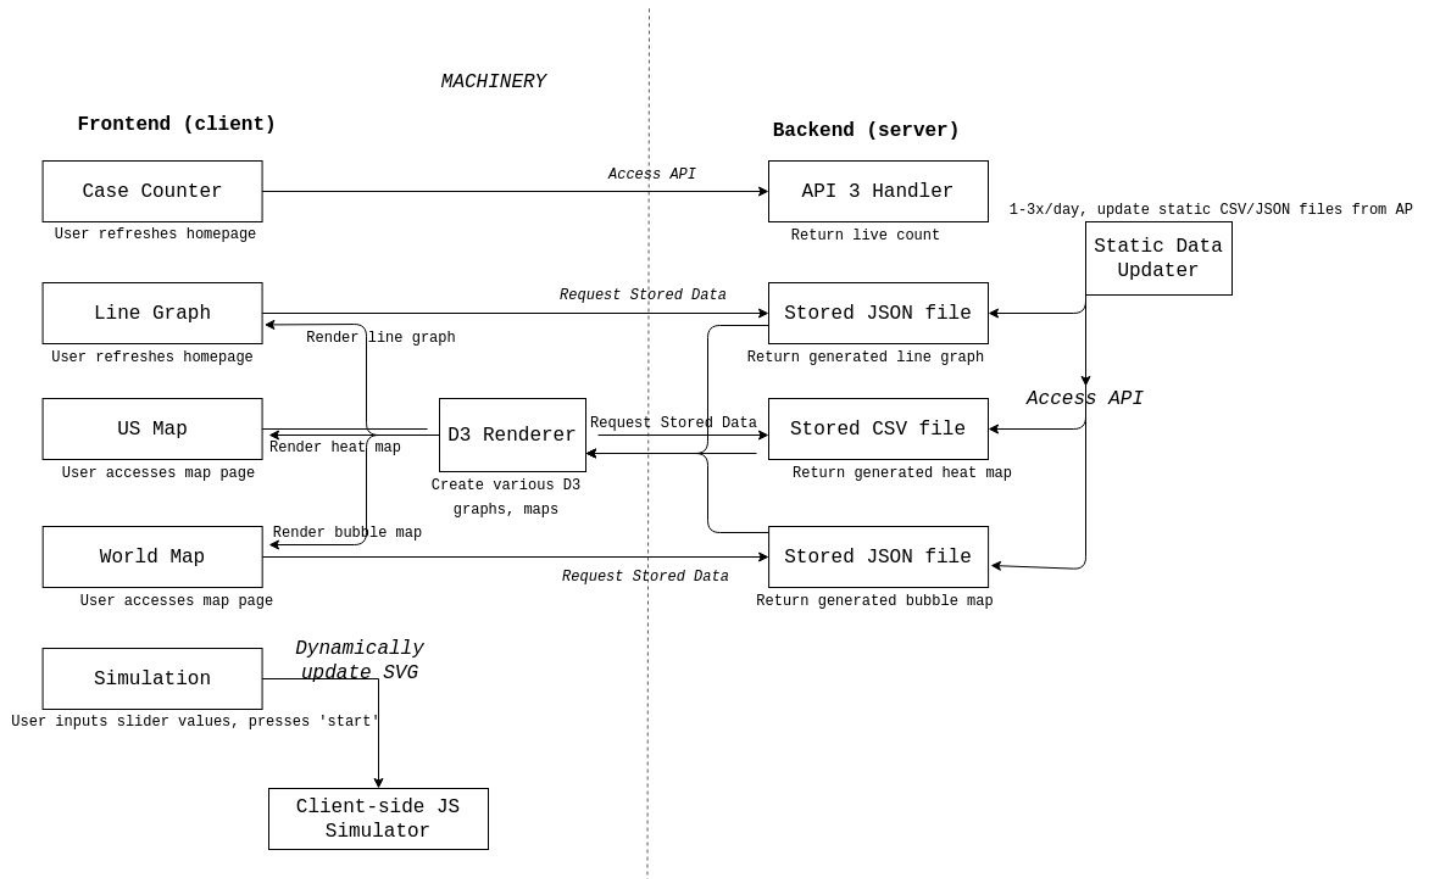 MACHINERY
Frontend (client)
Backend (server)
Case Counter
Access API
API 3 Handler
User refreshes homepage
Return live count
1-3x/day, update static CSV/JSON files from AP
Static Data
Updater
Line Graph
Request Stored Data
Stored JSON file
Render line graph
User refreshes homepage
Return generated line graph
Access API
US Map
D3 Renderer
Request Stored Data
Stored CSV file
Render heat map
User accesses map page
Create various D3
graphs, maps
Return generated heat map
Render bubble map
World Map
Request Stored Data
Stored JSON file
User accesses map page
Return generated bubble map
Dynamically
update SVG
Simulation
User inputs slider values, presses 'start'
Client-side JS
Simulator